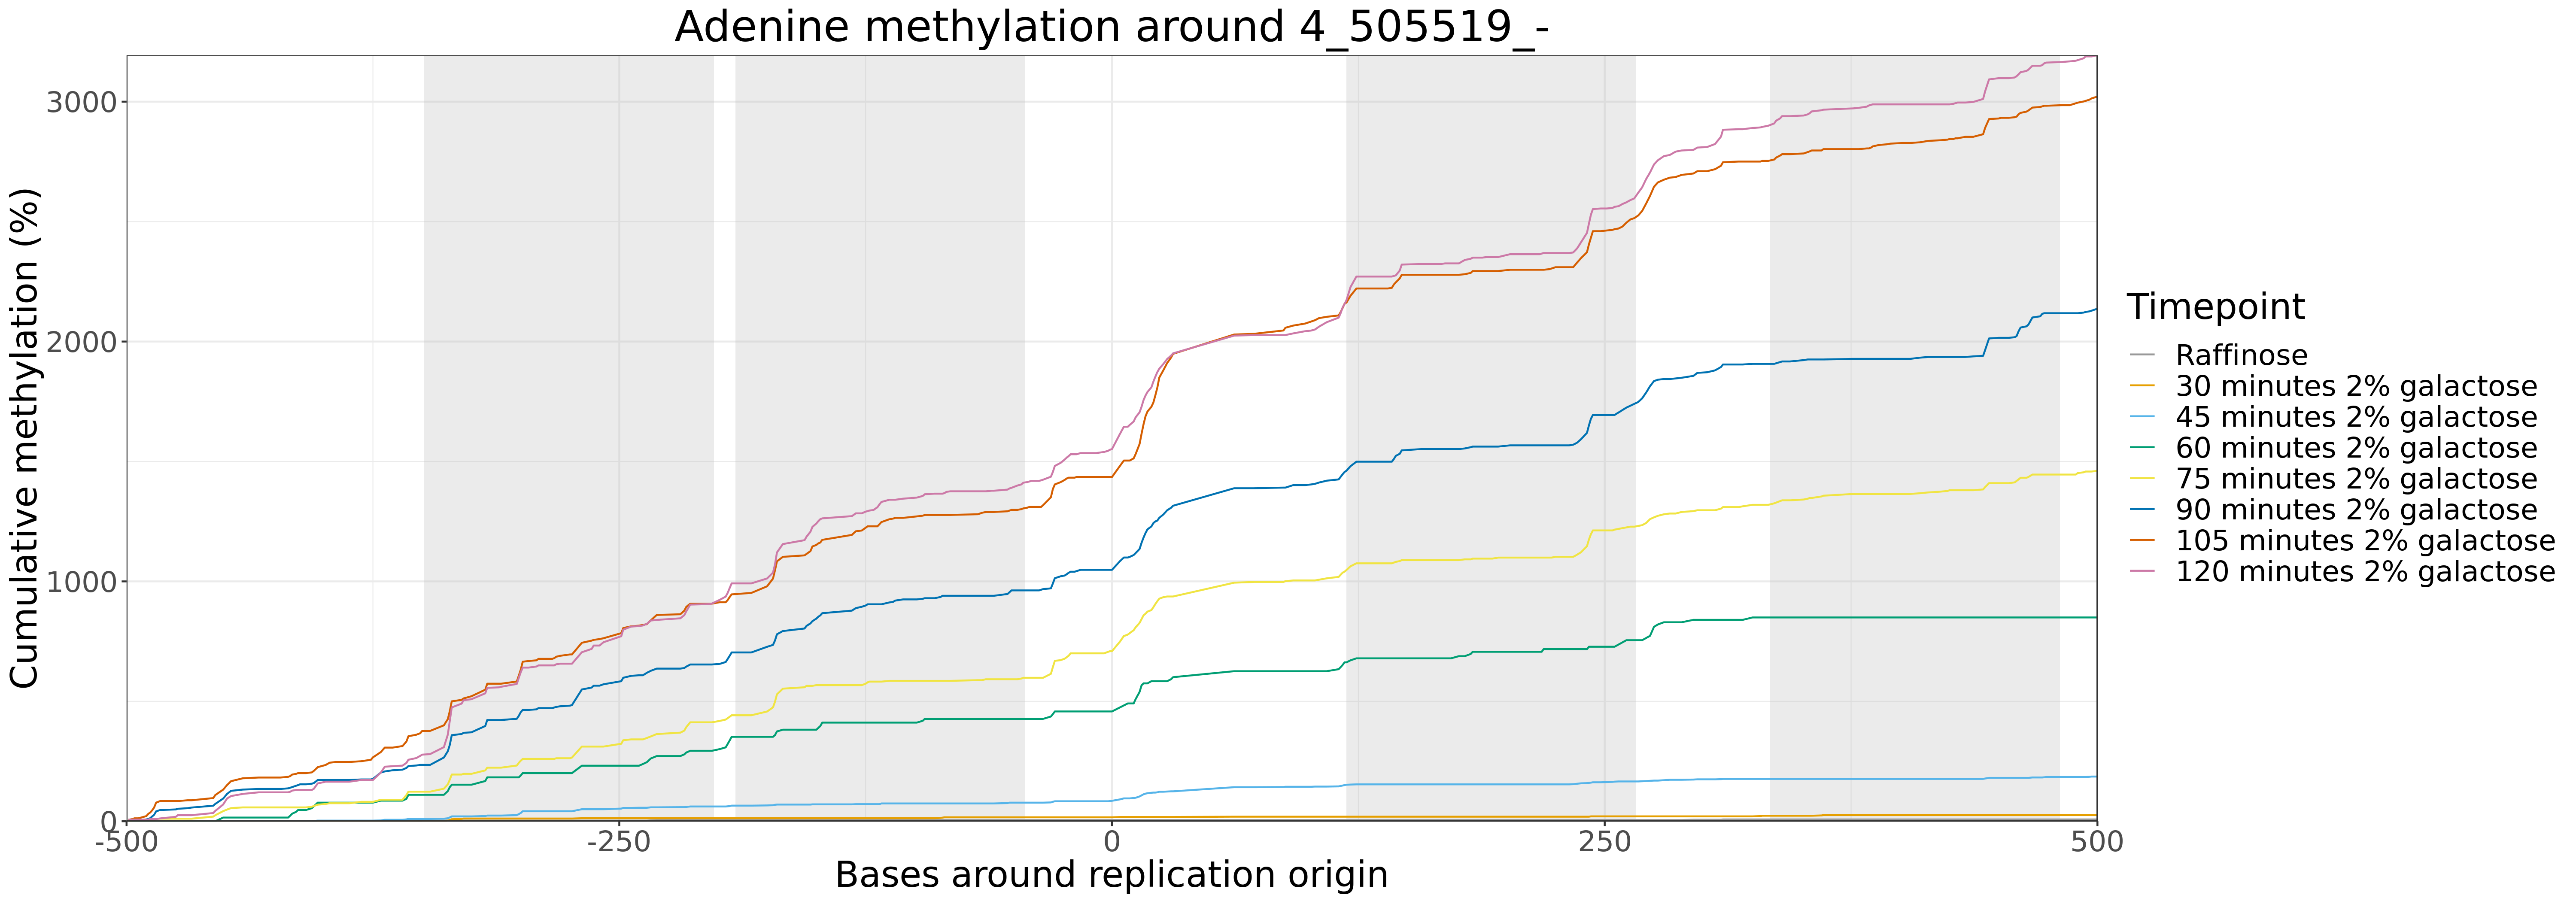 Adenine methylation around 4_505519_-
Cumulative methylation (%)
3000
2000
1000
0
-500
-250
0
250
500
Bases around replication origin
Timepoint
Raffinose
30 minutes 2% galactose
45 minutes 2% galactose
60 minutes 2% galactose
75 minutes 2% galactose
90 minutes 2% galactose
105 minutes 2% galactose
120 minutes 2% galactose